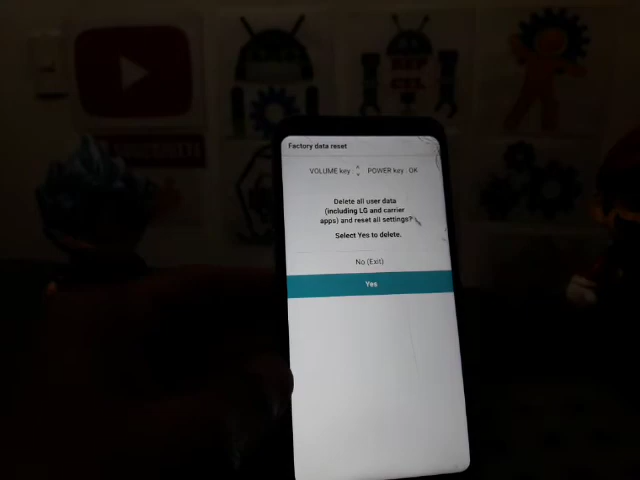 Factory data reset
VOLUME key : POWER key : OK
Delete all user data
(including LG and carrier
apps) and reset all settings?
Select Yes to delete.
No (Exit)
Yes